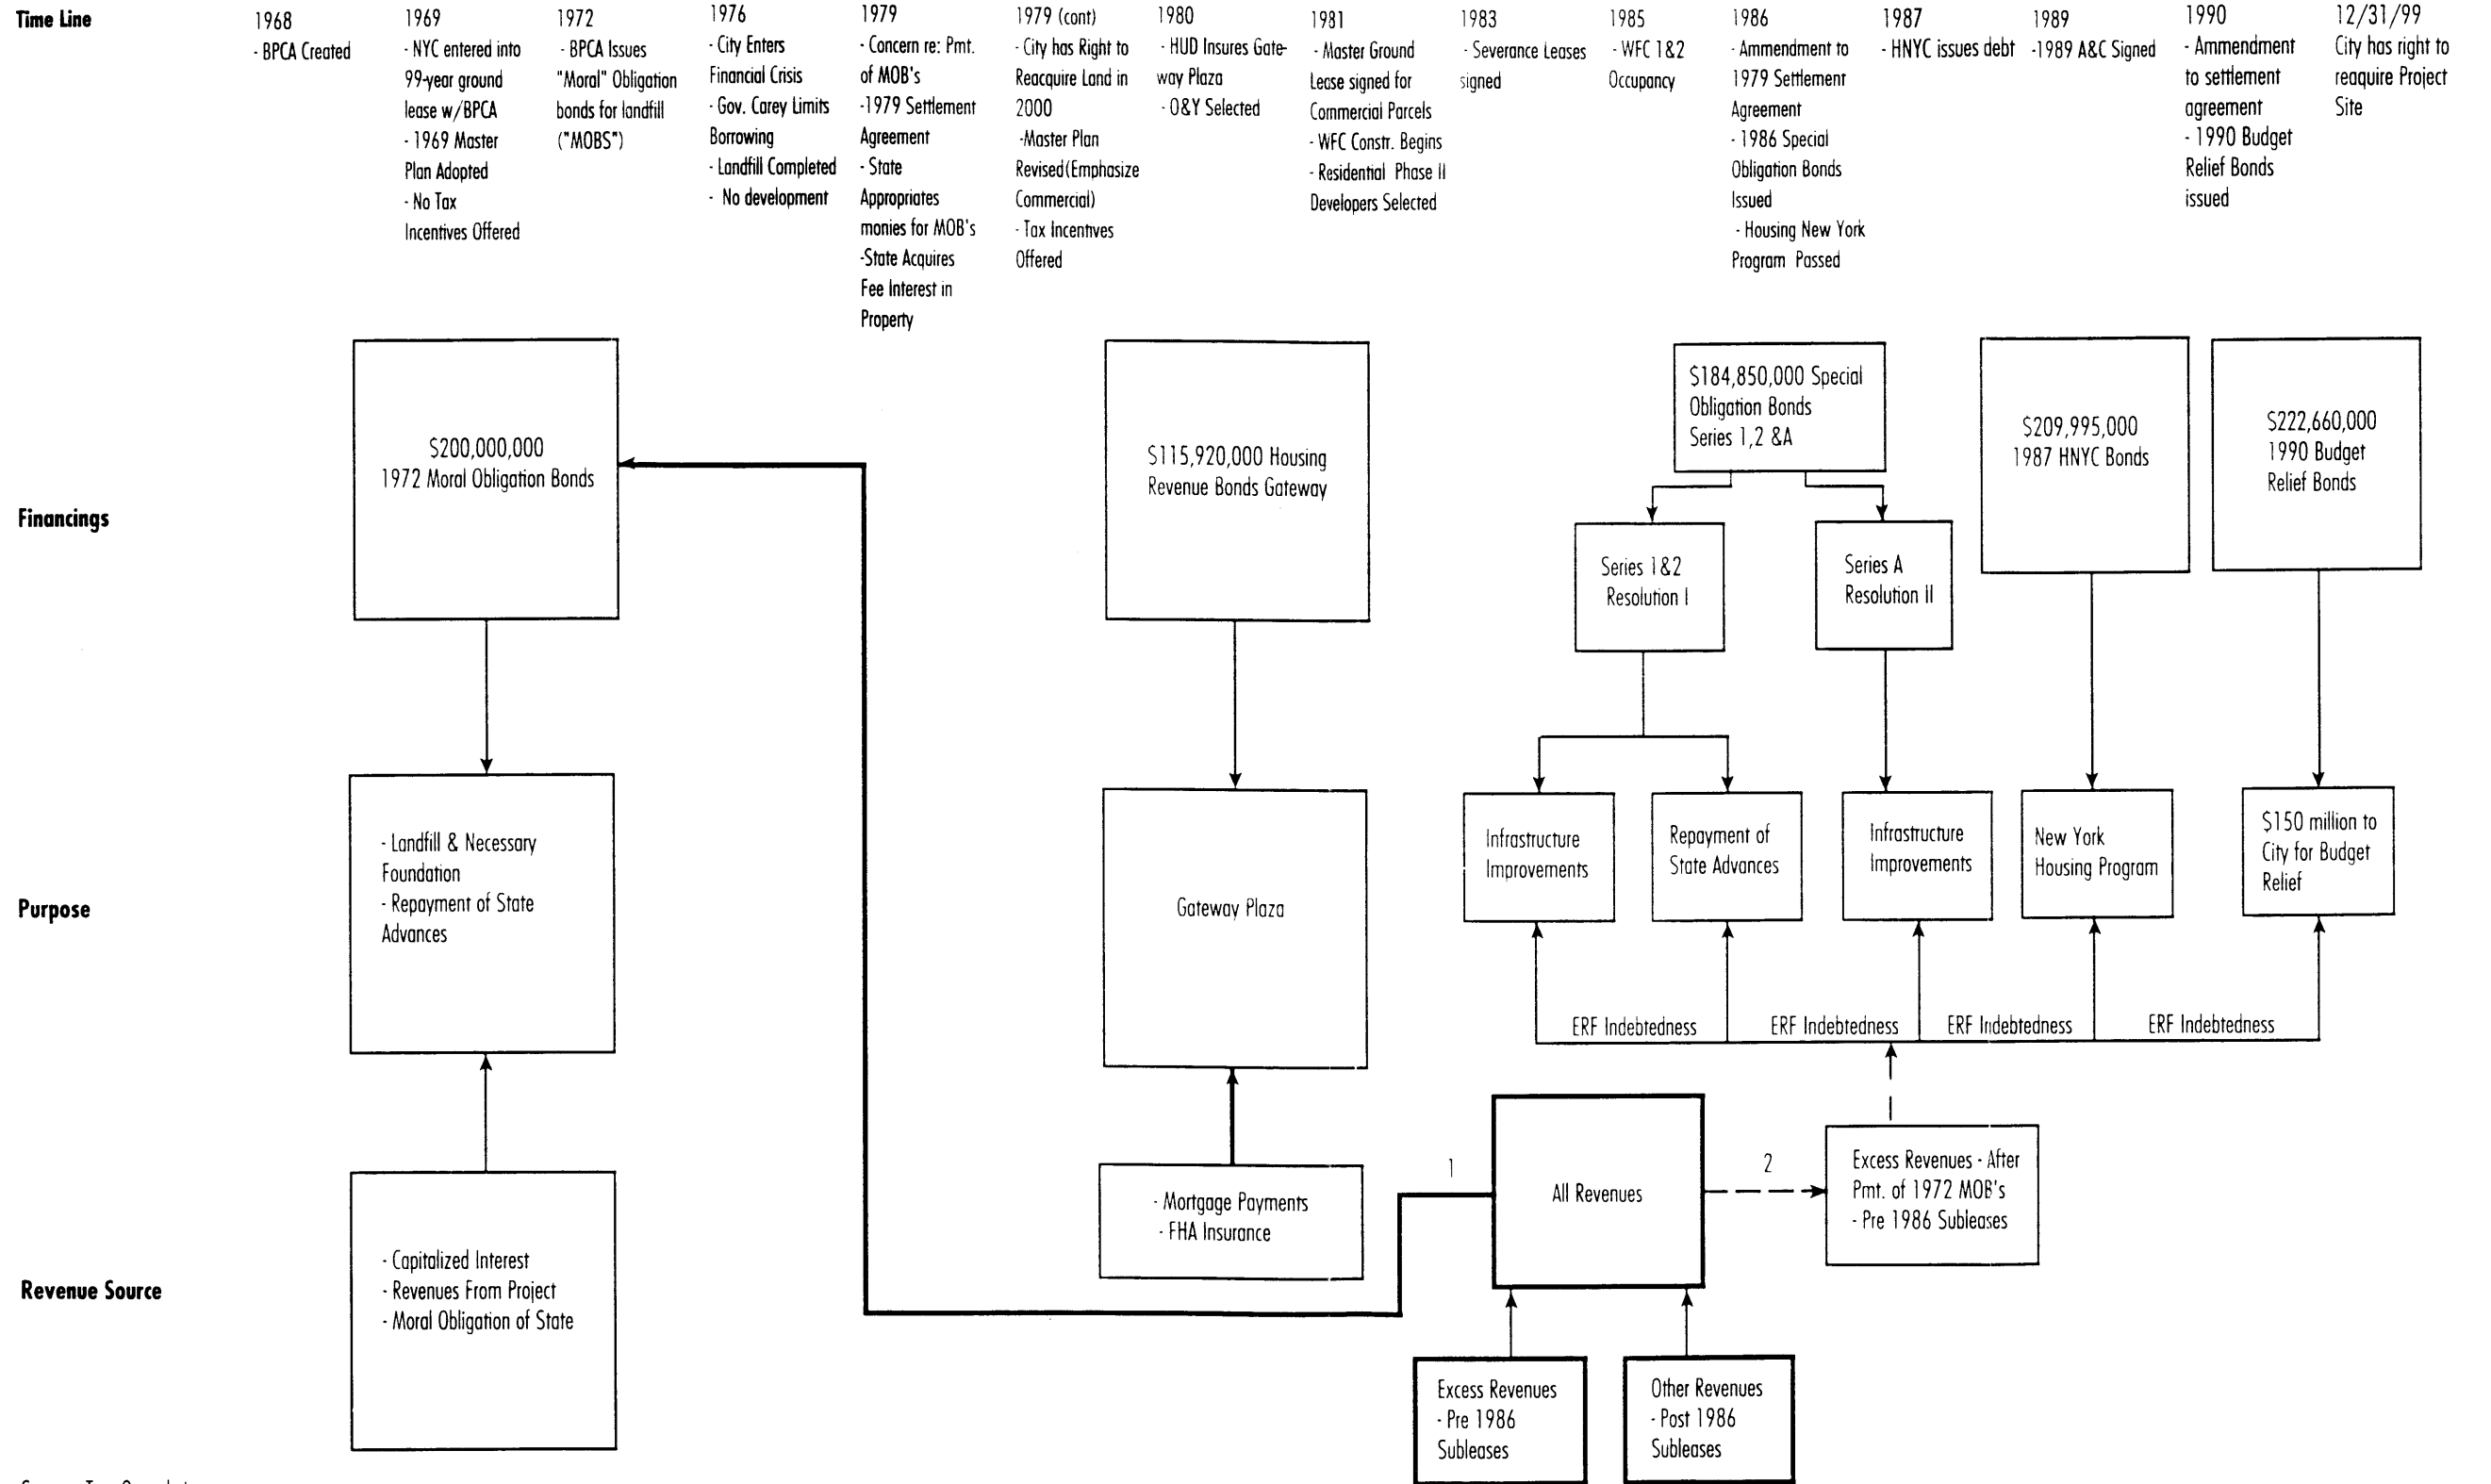 Time Line
1968
- BPCA Created
1969
- NYC entered into
99-year ground
lease w/BPCA
- 1969 Master
Plan Adopted
- No Tax
Incentives Offered
1972
- BPCA Issues
"Moral" Obligation
bonds for landfill
("MOBS")
1976
- City Enters
Financial Crisis
- Gov. Carey Limits
Borrowing
- Landfill Completed
- No development
1979
- Concern re: Pmt.
of MOB's
-1979 Settlement
Agreement
- State
Appropriates
monies for MOB's
-State Acquires
Fee Interest in
Property
1979 (cont)
- City has Right to
Reacquire Land in
2000
-Master Plan
Revised(Emphasize
Commercial)
- Tax Incentives
Offered
1980
- HUD Insures Gate-
way Plaza
- O&Y Selected
1981
- Master Ground
Lease signed for
Commercial Parcels
- WFC Constr. Begins
- Residential Phase II
Developers Selected
1983
- Severance Leases
signed
1985
- WFC 1&2
Occupancy
1986
- Ammendment to
1979 Settlement
Agreement
- 1986 Special
Obligation Bonds
Issued
- Housing New York
Program Passed
1987
- HNYC issues debt
1989
-1989 A&C Signed
1990
- Ammendment
to settlement
agreement
- 1990 Budget
Relief Bonds
issued
12/31/99
City has right to
reaquire Project
Site
Financings
$200,000,000
1972 Moral Obligation Bonds
$115,920,000 Housing
Revenue Bonds Gateway
$184,850,000 Special
Obligation Bonds
Series 1,2 &A
Series 1&2
Resolution I
Series A
Resolution II
$209,995,000
1987 HNYC Bonds
$222,660,000
1990 Budget
Relief Bonds
Purpose
- Landfill & Necessary
Foundation
- Repayment of State
Advances
Gateway Plaza
Infrastructure
Improvements
Repayment of
State Advances
Infrastructure
Improvements
New York
Housing Program
$150 million to
City for Budget
Relief
ERF Indebtedness
ERF Indebtedness
ERF Indebtedness
ERF Indebtedness
Revenue Source
- Capitalized Interest
- Revenues From Project
- Moral Obligation of State
- Mortgage Payments
- FHA Insurance
1
All Revenues
2
Excess Revenues - After
Pmt. of 1972 MOB's
- Pre 1986 Subleases
Excess Revenues
- Pre 1986
Subleases
Other Revenues
- Post 1986
Subleases